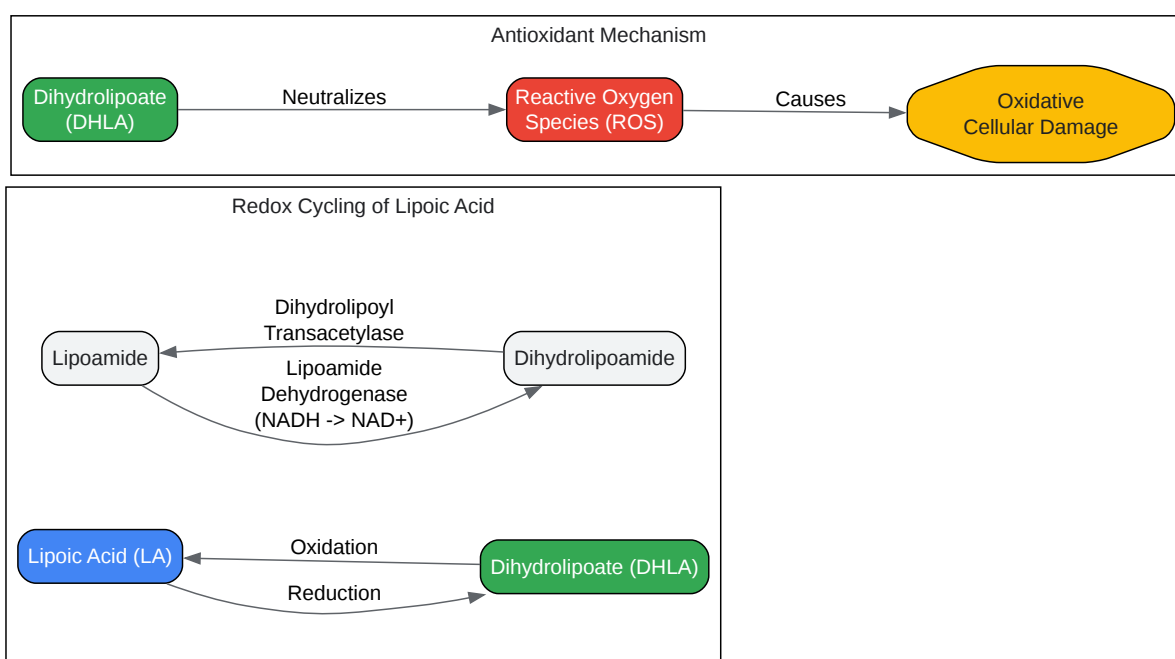 Antioxidant Mechanism
Dihydrolipoate
(DHLA)
Neutralizes
Reactive Oxygen
Species (ROS)
Causes
Oxidative
Cellular Damage
Redox Cycling of Lipoic Acid
Dihydrolipoyl
Transacetylase
Lipoamide
Dihydrolipoamide
Lipoamide
Dehydrogenase
(NADH -> NAD+)
Lipoic Acid (LA)
Oxidation
Dihydrolipoate (DHLA)
Reduction